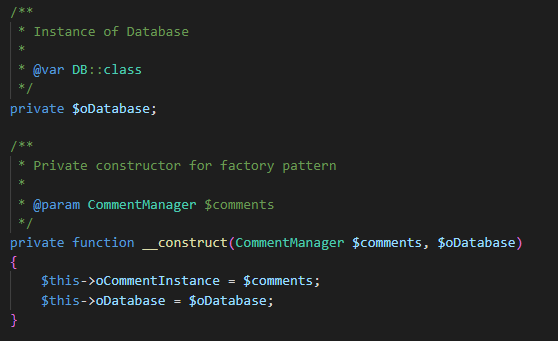 /**
 * Instance of Database
 *
 * @var DB::class
 */
private $oDatabase;

/**
 * Private constructor for factory pattern
 *
 * @param CommentManager $comments
 */
private function __construct(CommentManager $comments, $oDatabase)
{
    $this->oCommentInstance = $comments;
    $this->oDatabase = $oDatabase;
}